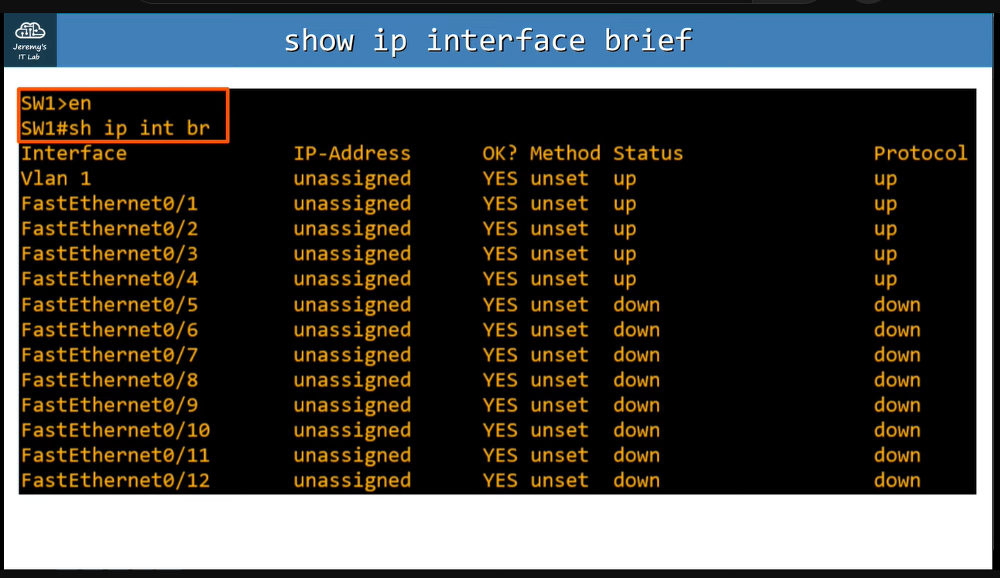 Jeremy's
IT Lab
show ip interface brief
SW1>en
SW1#sh ip int br
Interface IP-Address OK? Method Status Protocol
Vlan 1 unassigned YES unset up up
FastEthernet0/1 unassigned YES unset up up
FastEthernet0/2 unassigned YES unset up up
FastEthernet0/3 unassigned YES unset up up
FastEthernet0/4 unassigned YES unset up up
FastEthernet0/5 unassigned YES unset down down
FastEthernet0/6 unassigned YES unset down down
FastEthernet0/7 unassigned YES unset down down
FastEthernet0/8 unassigned YES unset down down
FastEthernet0/9 unassigned YES unset down down
FastEthernet0/10 unassigned YES unset down down
FastEthernet0/11 unassigned YES unset down down
FastEthernet0/12 unassigned YES unset down down